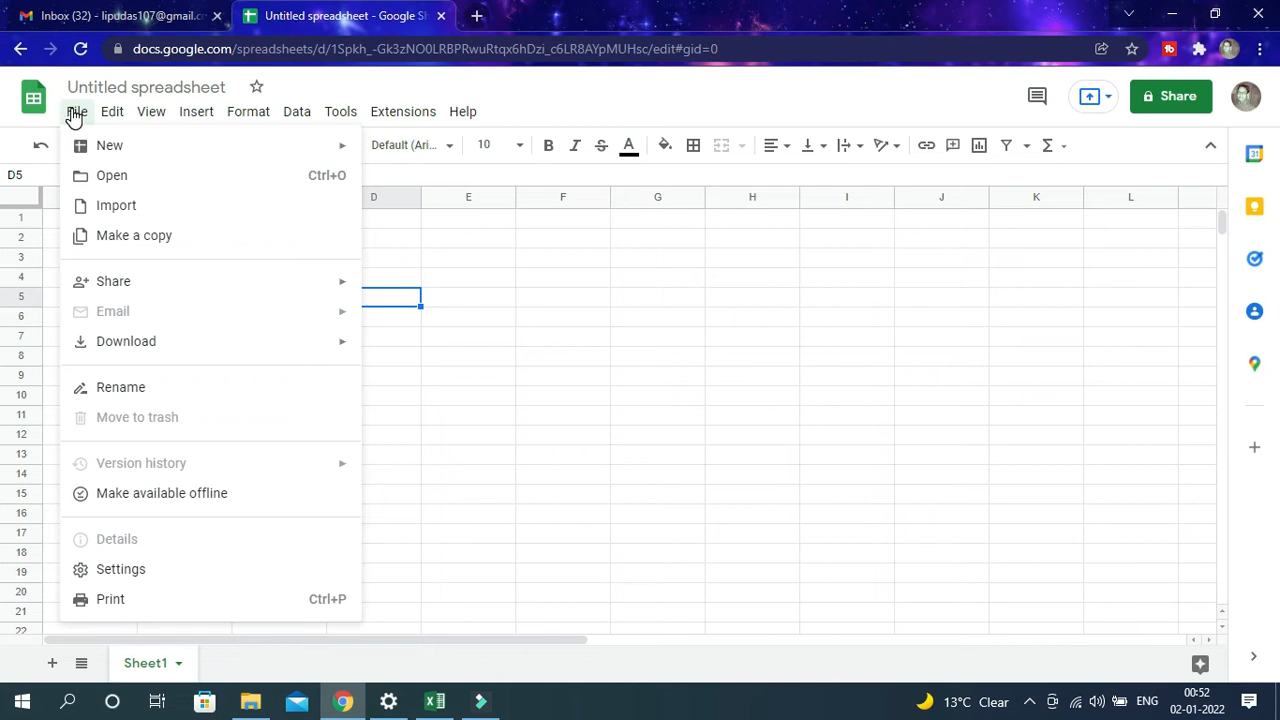 Inbox (22) - lipddas107@gmail.c
Untitled spreadsheet - Google Sh
docs.google.com/spreadsheets/d/1Spkh_-Gk3zNO0LRBPRwuRtqx6hDzi_c6LR8AYpMUHsc/edit#gid=0
Untitled spreadsheet
File Edit View Insert Format Data Tools Extensions Help
Share
Default (Ari... 10 B I S A
D5
New
Open Ctrl+O
Import
Make a copy
Share
Email
Download
Rename
Move to trash
Version history
Make available offline
Details
Settings
Print Ctrl+P
D E F G H I J K L
1
2
3
4
5
6
7
8
9
10
11
12
13
14
15
16
17
18
19
20
21
22
Sheet1
13°C Clear
ENG
00:52
02-01-2022